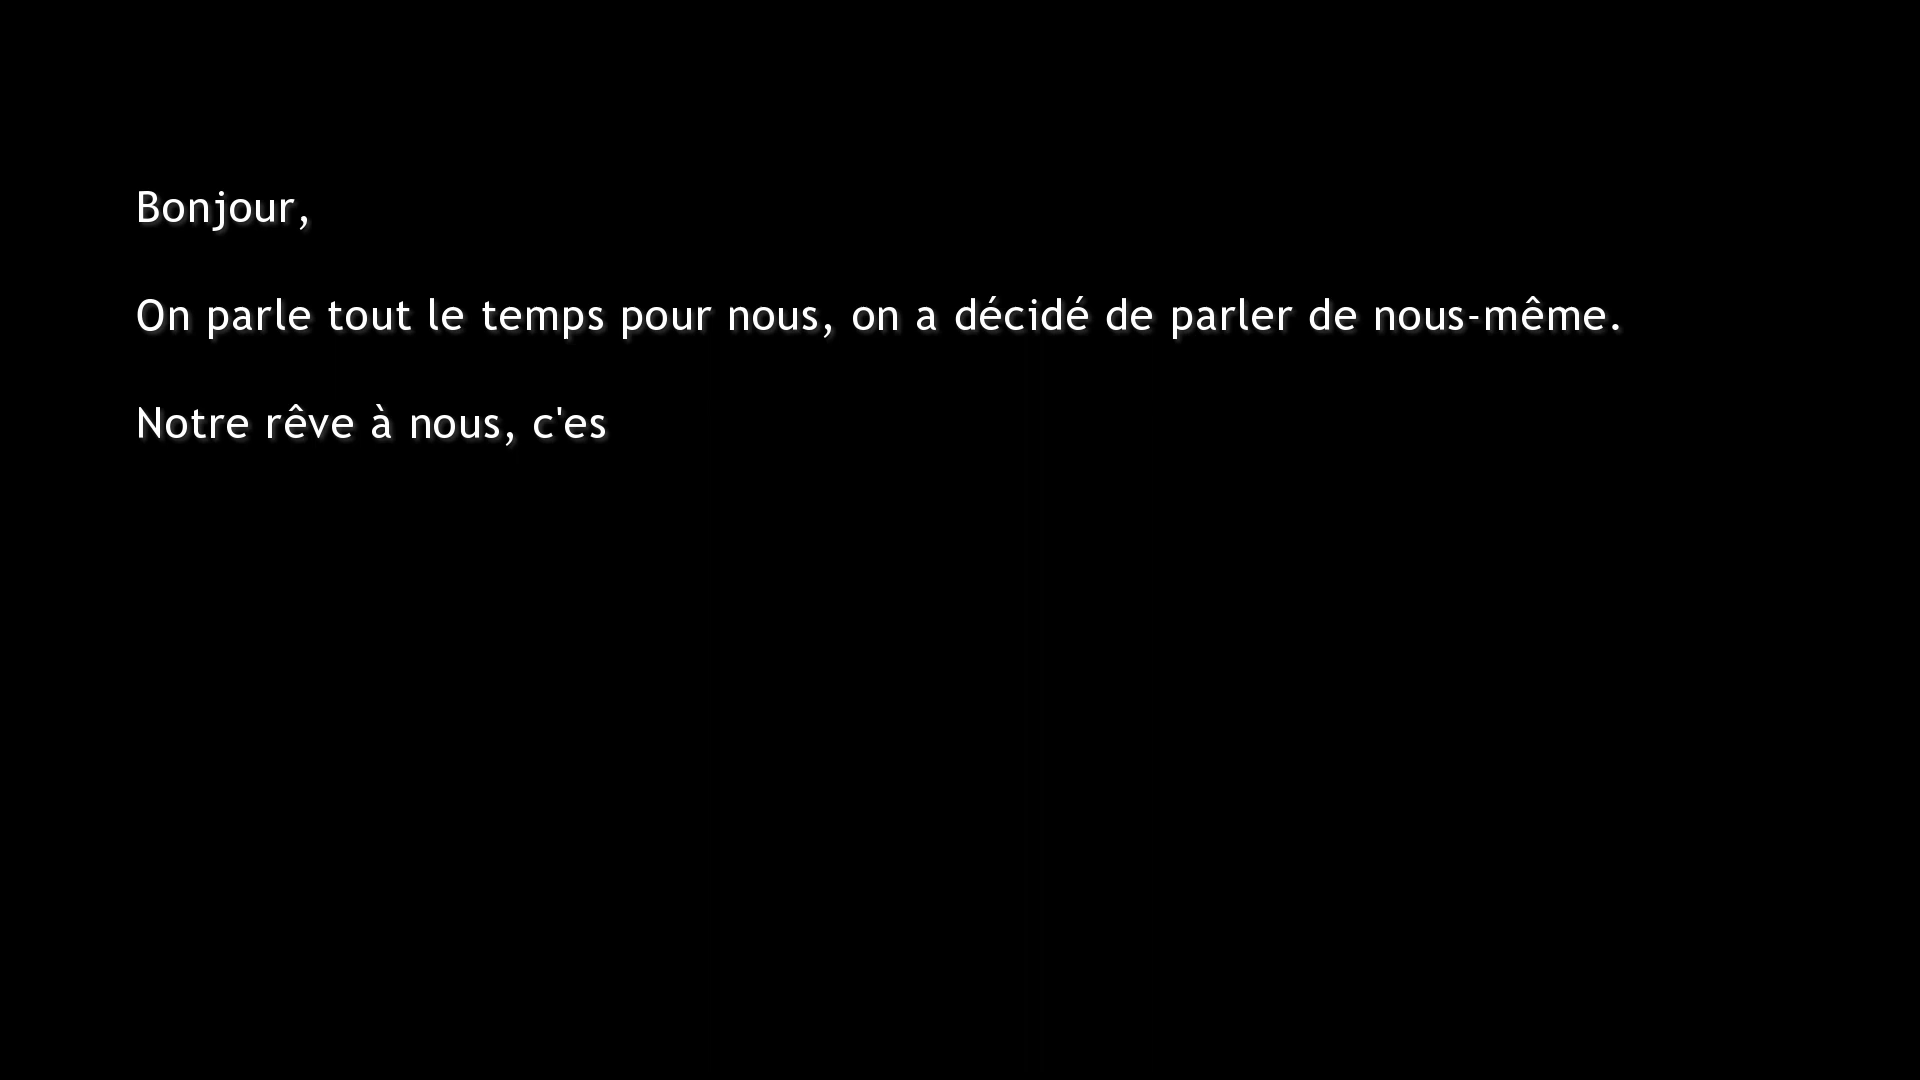 Bonjour,
On parle tout le temps pour nous, on a décidé de parler de nous-même.
Notre rêve à nous, c'es